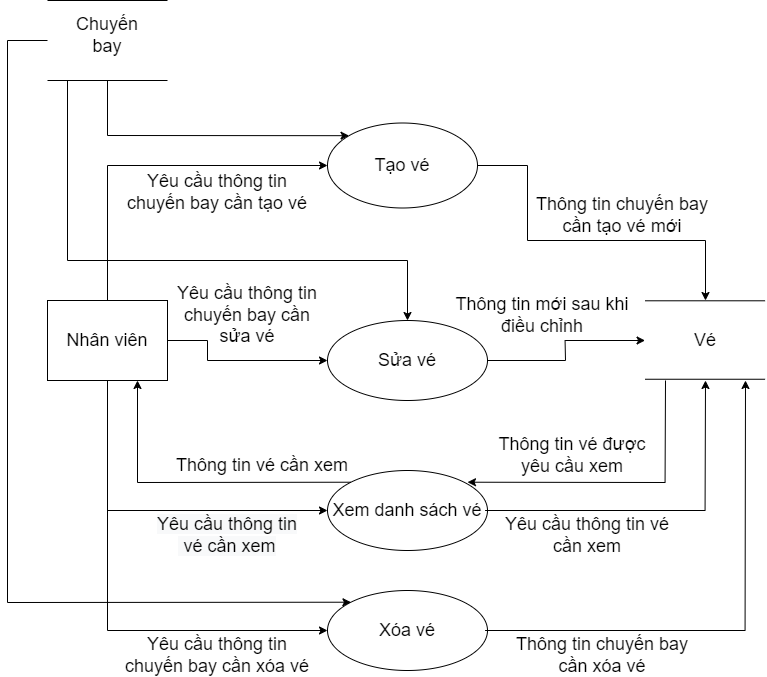 Chuyến
bay
Tạo vé
Yêu cầu thông tin
chuyến bay cần tạo vé
Thông tin chuyến bay
cần tạo vé mới
Nhân viên
Yêu cầu thông tin
chuyến bay cần
sửa vé
Sửa vé
Thông tin mới sau khi
điều chỉnh
Vé
Thông tin vé cần xem
Thông tin vé được
yêu cầu xem
Yêu cầu thông tin
vé cần xem
Xem danh sách vé
Yêu cầu thông tin vé
cần xem
Yêu cầu thông tin
chuyến bay cần xóa vé
Xóa vé
Thông tin chuyến bay
cần xóa vé